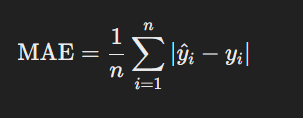 MAE = \frac{1}{n} \sum_{i=1}^{n} |\hat{y}_i - y_i|